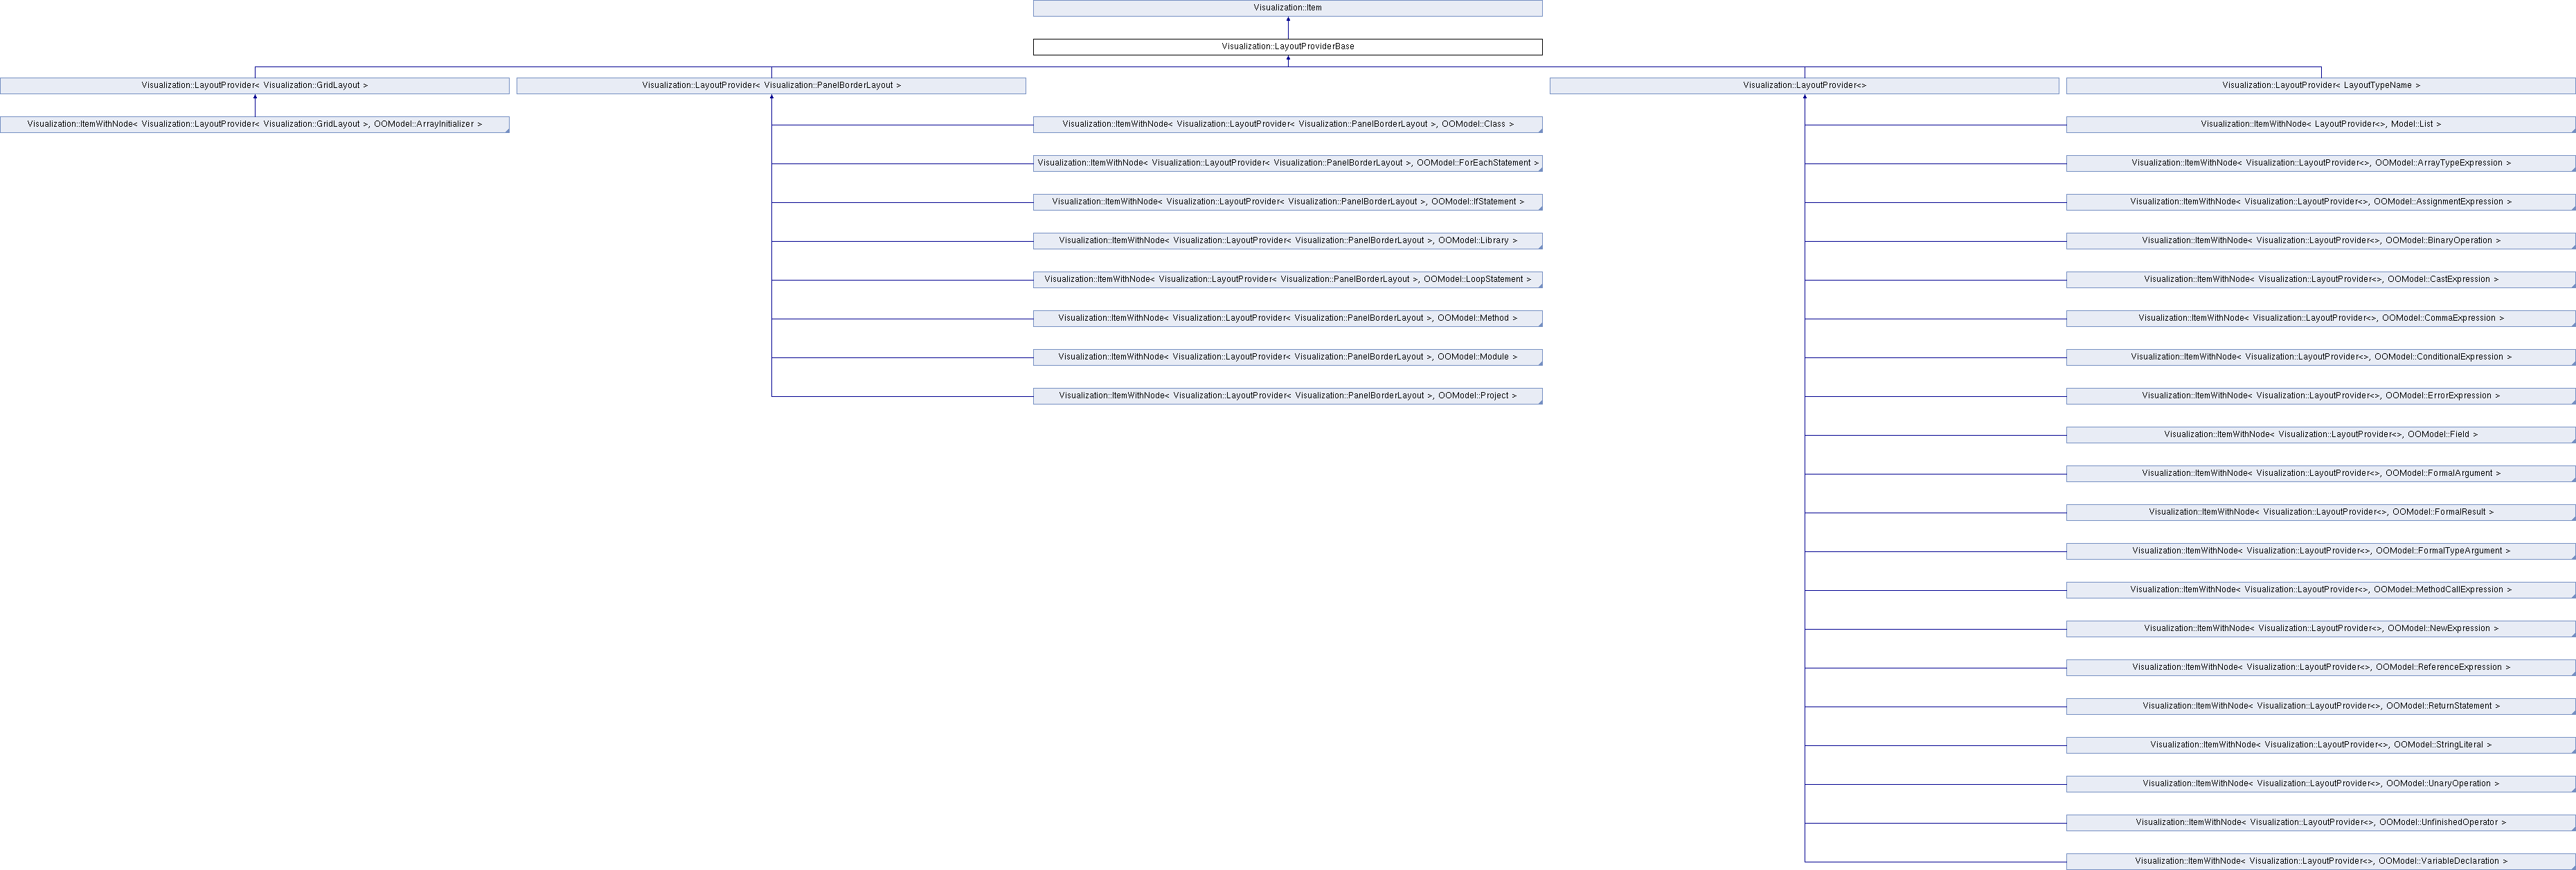 Visualization::Item
Visualization::LayoutProviderBase
Visualization::LayoutProvider< Visualization::GridLayout >
Visualization::LayoutProvider< Visualization::PanelBorderLayout >
Visualization::LayoutProvider<>
Visualization::LayoutProvider< LayoutTypeName >
Visualization::ItemWithNode< Visualization::LayoutProvider< Visualization::GridLayout >, OOModel::ArrayInitializer >
Visualization::ItemWithNode< Visualization::LayoutProvider< Visualization::PanelBorderLayout >, OOModel::Class >
Visualization::ItemWithNode< LayoutProvider<>, Model::List >
Visualization::ItemWithNode< Visualization::LayoutProvider< Visualization::PanelBorderLayout >, OOModel::ForEachStatement >
Visualization::ItemWithNode< Visualization::LayoutProvider<>, OOModel::ArrayTypeExpression >
Visualization::ItemWithNode< Visualization::LayoutProvider< Visualization::PanelBorderLayout >, OOModel::IfStatement >
Visualization::ItemWithNode< Visualization::LayoutProvider<>, OOModel::AssignmentExpression >
Visualization::ItemWithNode< Visualization::LayoutProvider< Visualization::PanelBorderLayout >, OOModel::Library >
Visualization::ItemWithNode< Visualization::LayoutProvider<>, OOModel::BinaryOperation >
Visualization::ItemWithNode< Visualization::LayoutProvider< Visualization::PanelBorderLayout >, OOModel::LoopStatement >
Visualization::ItemWithNode< Visualization::LayoutProvider<>, OOModel::CastExpression >
Visualization::ItemWithNode< Visualization::LayoutProvider< Visualization::PanelBorderLayout >, OOModel::Method >
Visualization::ItemWithNode< Visualization::LayoutProvider<>, OOModel::CommaExpression >
Visualization::ItemWithNode< Visualization::LayoutProvider< Visualization::PanelBorderLayout >, OOModel::Module >
Visualization::ItemWithNode< Visualization::LayoutProvider<>, OOModel::ConditionalExpression >
Visualization::ItemWithNode< Visualization::LayoutProvider< Visualization::PanelBorderLayout >, OOModel::Project >
Visualization::ItemWithNode< Visualization::LayoutProvider<>, OOModel::ErrorExpression >
Visualization::ItemWithNode< Visualization::LayoutProvider<>, OOModel::Field >
Visualization::ItemWithNode< Visualization::LayoutProvider<>, OOModel::FormalArgument >
Visualization::ItemWithNode< Visualization::LayoutProvider<>, OOModel::FormalResult >
Visualization::ItemWithNode< Visualization::LayoutProvider<>, OOModel::FormalTypeArgument >
Visualization::ItemWithNode< Visualization::LayoutProvider<>, OOModel::MethodCallExpression >
Visualization::ItemWithNode< Visualization::LayoutProvider<>, OOModel::NewExpression >
Visualization::ItemWithNode< Visualization::LayoutProvider<>, OOModel::ReferenceExpression >
Visualization::ItemWithNode< Visualization::LayoutProvider<>, OOModel::ReturnStatement >
Visualization::ItemWithNode< Visualization::LayoutProvider<>, OOModel::StringLiteral >
Visualization::ItemWithNode< Visualization::LayoutProvider<>, OOModel::UnaryOperation >
Visualization::ItemWithNode< Visualization::LayoutProvider<>, OOModel::UnfinishedOperator >
Visualization::ItemWithNode< Visualization::LayoutProvider<>, OOModel::VariableDeclaration >